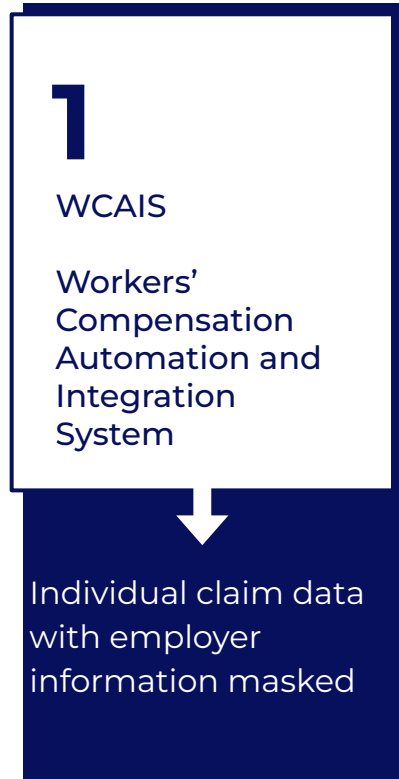 1
WCAIS
Workers’
Compensation
Automation and
Integration
System
Individual claim data
with employer
information masked